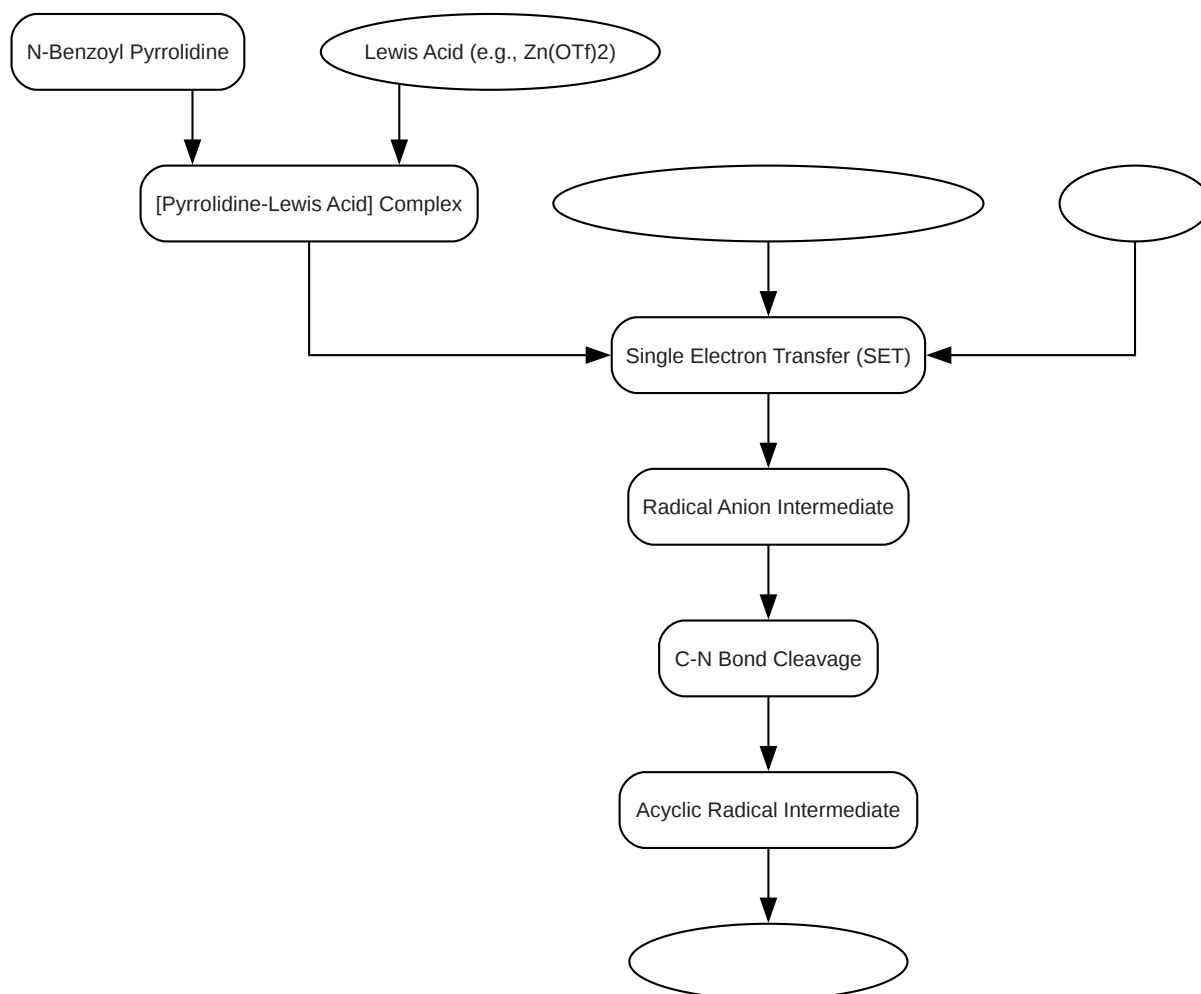 N-Benzoyl Pyrrolidine
Lewis Acid (e.g., Zn(OTf)2)
[Pyrrolidine-Lewis Acid] Complex
Single Electron Transfer (SET)
Radical Anion Intermediate
C-N Bond Cleavage
Acyclic Radical Intermediate